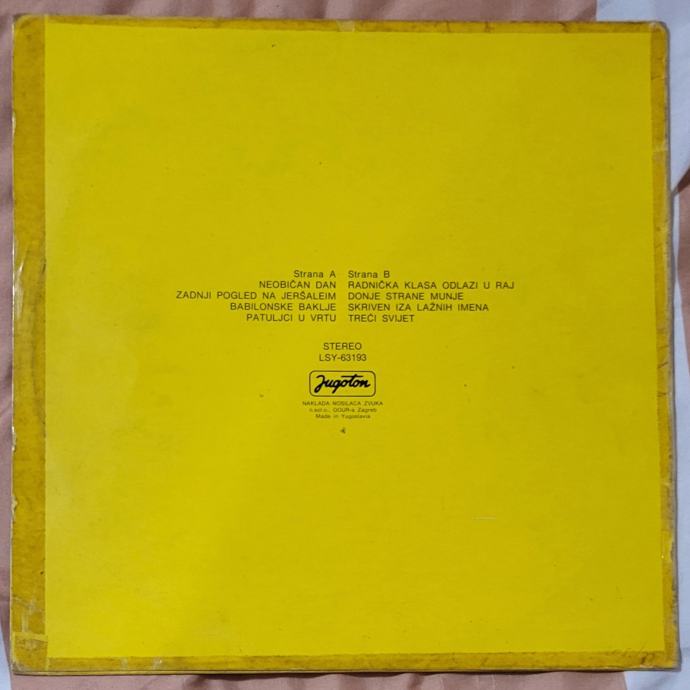 Strana A
NEOBIČAN DAN
ZADNJI POGLED NA JERŠALEIM
BABILONSKE BAKLJE
PATULJCI U VRTU
Strana B
RADNIČKA KLASA ODLAZI U RAJ
DONJE STRANE MUNJE
SKRIVEN IZA LAŽNIH IMENA
TREĆI SVIJET
STEREO
LSY-63193
Jugoton
NAKLADA NOSILACA ZVUKA
n.sol.o., OOUR-a Zagreb
Made in Yugoslavia